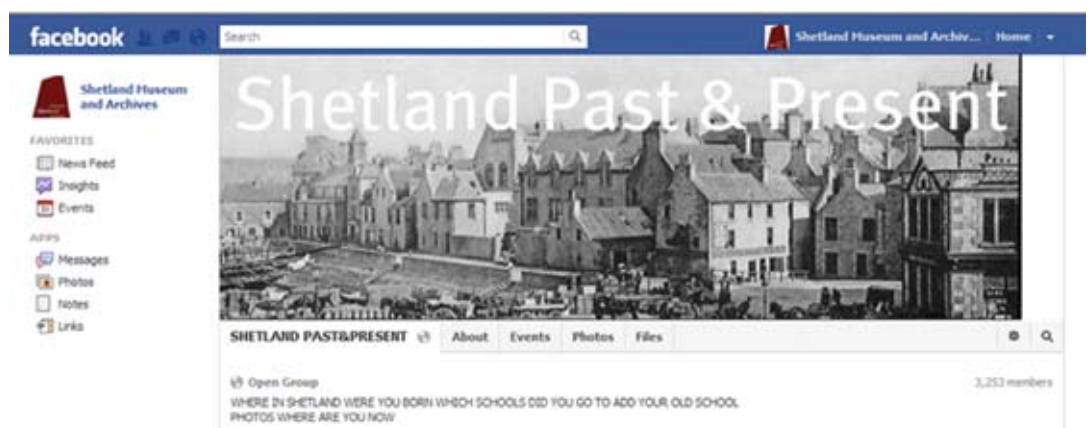 facebook
Search
Shetland Museum and Archiv...
Home
Shetland Museum
and Archives
FAVORITES
News Feed
Insights
Events
APPS
Messages
Photos
Notes
Links
Shetland Past & Present
SHETLAND PAST&PRESENT
About
Events
Photos
Files
Open Group
3,253 members
WHERE IN SHETLAND WERE YOU BORN WHICH SCHOOLS DID YOU GO TO ADD YOUR OLD SCHOOL
PHOTOS WHERE ARE YOU NOW